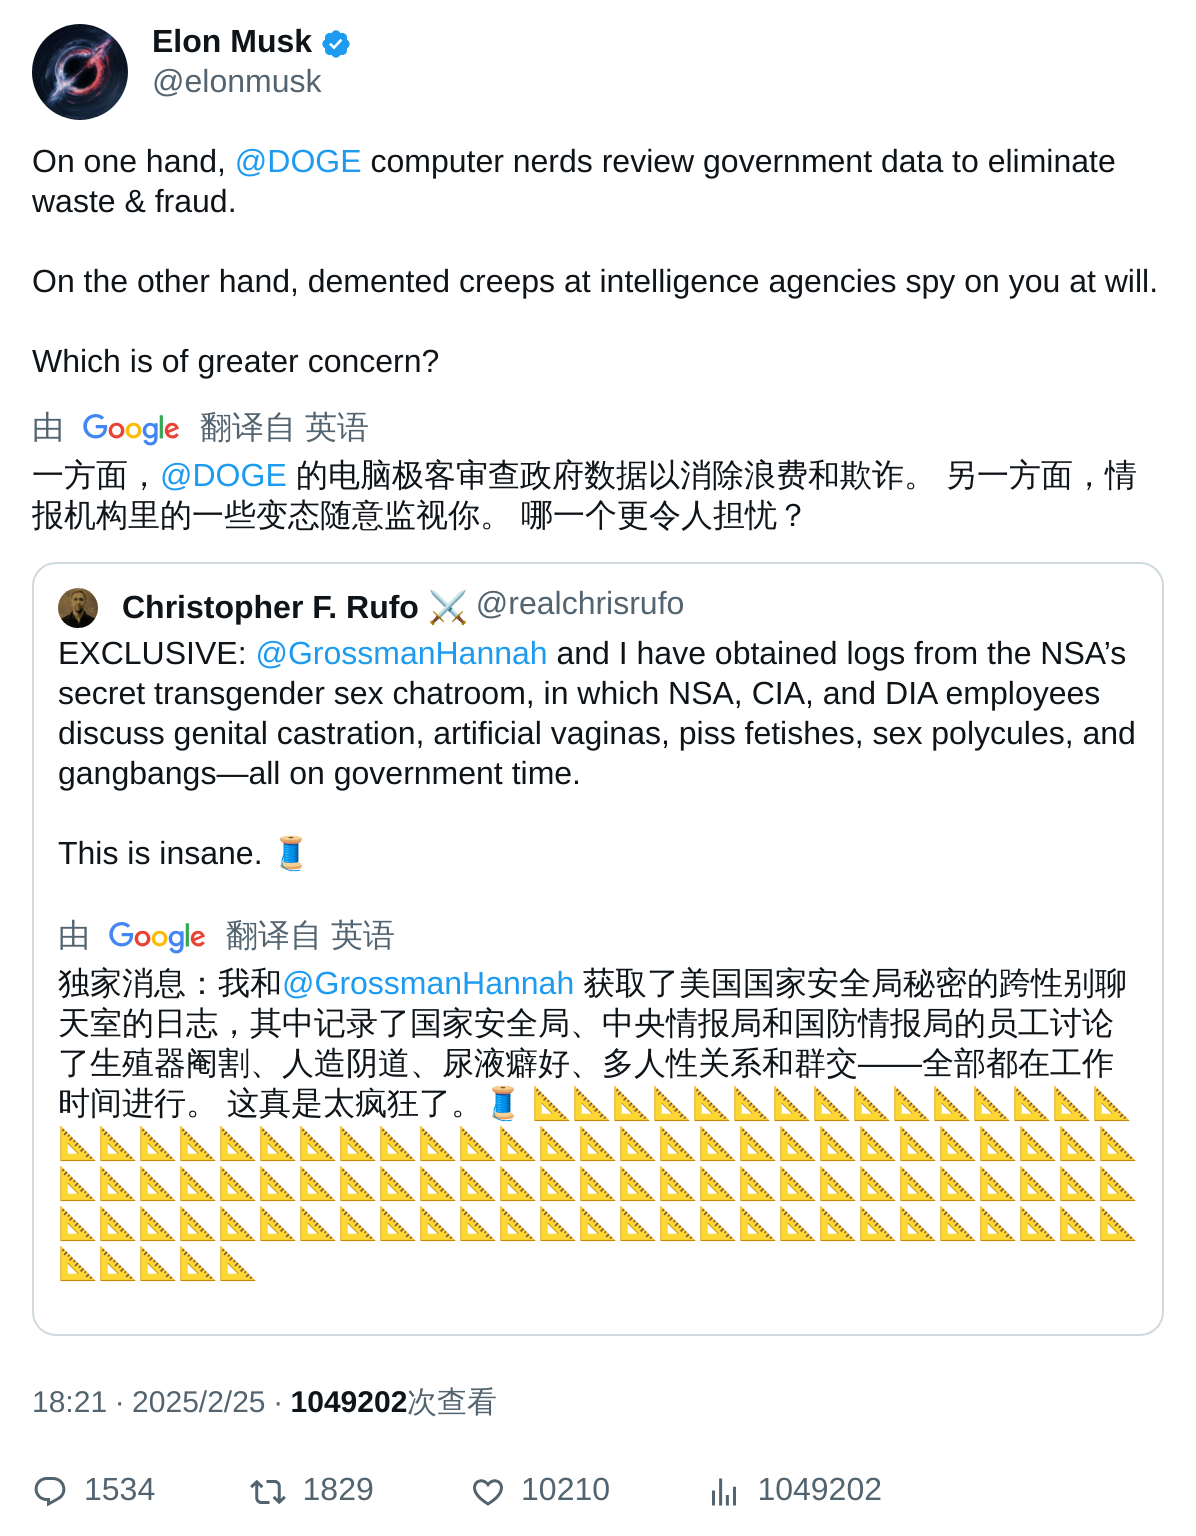 Elon Musk
@elonmusk
On one hand, @DOGE computer nerds review government data to eliminate
waste & fraud.
On the other hand, demented creeps at intelligence agencies spy on you at will.
Which is of greater concern?
由 Google 翻译自 英语
一方面，@DOGE 的电脑极客审查政府数据以消除浪费和欺诈。 另一方面，情
报机构里的一些变态随意监视你。 哪一个更令人担忧？
Christopher F. Rufo ⚔️ @realchrisrufo
EXCLUSIVE: @GrossmanHannah and I have obtained logs from the NSA’s
secret transgender sex chatroom, in which NSA, CIA, and DIA employees
discuss genital castration, artificial vaginas, piss fetishes, sex polycules, and
gangbangs—all on government time.
This is insane. 🧵
由 Google 翻译自 英语
独家消息：我和@GrossmanHannah 获取了美国国家安全局秘密的跨性别聊
天室的日志，其中记录了国家安全局、中央情报局和国防情报局的员工讨论
了生殖器阉割、人造阴道、尿液癖好、多人性关系和群交——全部都在工作
时间进行。 这真是太疯狂了。🧵 📐📐📐📐📐📐📐📐📐📐📐📐📐📐📐
📐📐📐📐📐📐📐📐📐📐📐📐📐📐📐📐📐📐📐📐📐📐📐📐📐📐📐
📐📐📐📐📐📐📐📐📐📐📐📐📐📐📐📐📐📐📐📐📐📐📐📐📐📐📐
📐📐📐📐📐📐📐📐📐📐📐📐📐📐📐📐📐📐📐📐📐📐📐📐📐📐📐
📐📐📐📐📐
18:21 · 2025/2/25 · 1049202次查看
1534 1829 10210 1049202